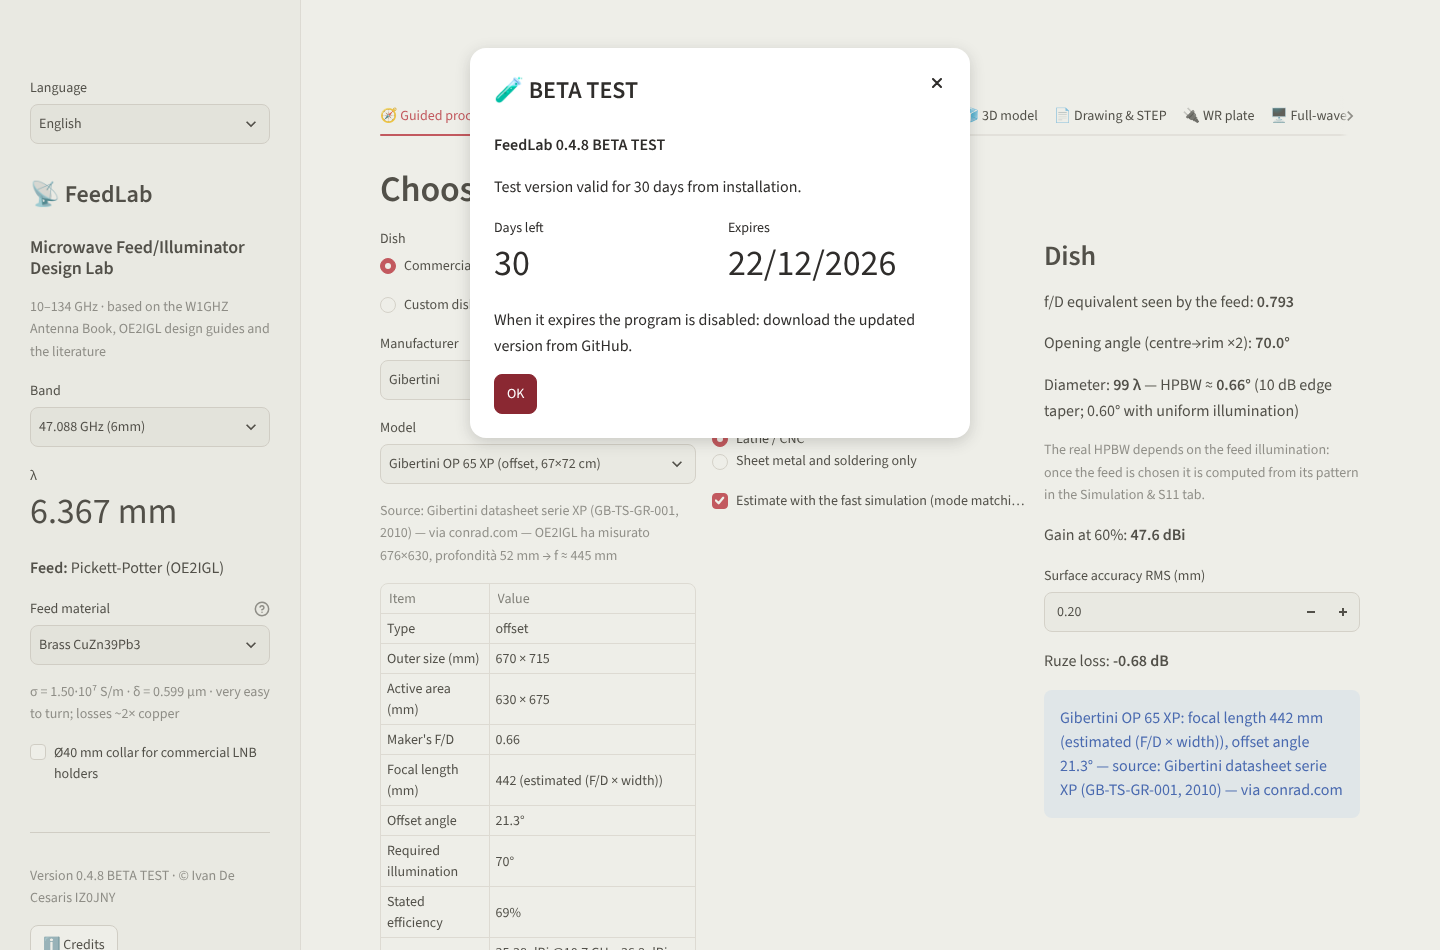 Language
English
📡 FeedLab
Microwave Feed/Illuminator
Design Lab
10–134 GHz · based on the W1GHZ
Antenna Book, OE2IGL design guides and
the literature
Band
47.088 GHz (6mm)
λ
6.367 mm
Feed: Pickett-Potter (OE2IGL)
Feed material
Brass CuZn39Pb3
σ = 1.50·10⁷ S/m · δ = 0.599 µm · very easy
to turn; losses ~2× copper
Ø40 mm collar for commercial LNB
holders
Version 0.4.8 BETA TEST · © Ivan De
Cesaris IZ0JNY
ℹ️ Credits
🧪 BETA TEST
FeedLab 0.4.8 BETA TEST
Test version valid for 30 days from installation.
Days left
Expires
30
22/12/2026
When it expires the program is disabled: download the updated
version from GitHub.
OK
🧭 Guided
3D model
📄 Drawing & STEP
🔌 WR plate
🖥️ Full-wave
Dish
Manufacturer
Gibertini
Model
Gibertini OP 65 XP (offset, 67×72 cm)
Source: Gibertini datasheet serie XP (GB-TS-GR-001,
2010) — via conrad.com — OE2IGL ha misurato
676×630, profondità 52 mm → f ≈ 445 mm
Item Value
Type offset
Outer size (mm) 670 × 715
Active area
(mm) 630 × 675
Maker's F/D 0.66
Focal length
(mm) 442 (estimated (F/D × width))
Offset angle 21.3°
Required
illumination 70°
Stated
efficiency 69%
Lathe / CNC
Sheet metal and soldering only
Estimate with the fast simulation (mode matchi…
Dish
f/D equivalent seen by the feed: 0.793
Opening angle (centre→rim ×2): 70.0°
Diameter: 99 λ — HPBW ≈ 0.66° (10 dB edge
taper; 0.60° with uniform illumination)
The real HPBW depends on the feed illumination:
once the feed is chosen it is computed from its pattern
in the Simulation & S11 tab.
Gain at 60%: 47.6 dBi
Surface accuracy RMS (mm)
0.20
Ruze loss: -0.68 dB
Gibertini OP 65 XP: focal length 442 mm
(estimated (F/D × width)), offset angle
21.3° — source: Gibertini datasheet serie
XP (GB-TS-GR-001, 2010) — via conrad.com